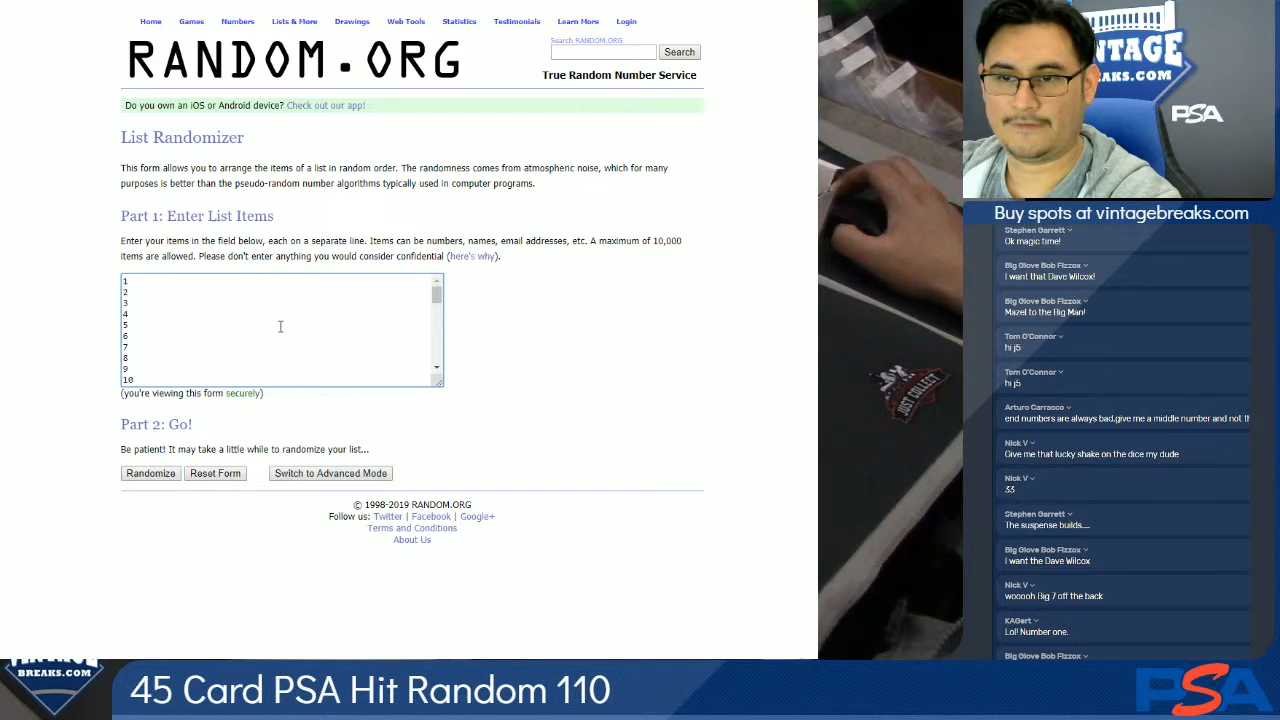 Home Games Numbers Lists & More Drawings Web Tools Statistics Testimonials Learn More Login
RANDOM.ORG
Search RANDOM.ORG
Search
True Random Number Service
Do you own an iOS or Android device? Check out our app!
List Randomizer
This form allows you to arrange the items of a list in random order. The randomness comes from atmospheric noise, which for many
purposes is better than the pseudo-random number algorithms typically used in computer programs.
Part 1: Enter List Items
Enter your items in the field below, each on a separate line. Items can be numbers, names, email addresses, etc. A maximum of 10,000
items are allowed. Please don't enter anything you would consider confidential (here's why).
1
2
3
4
5
6
7
8
9
10
(you're viewing this form securely)
Part 2: Go!
Be patient! It may take a little while to randomize your list...
Randomize Reset Form Switch to Advanced Mode
© 1998-2019 RANDOM.ORG
Follow us: Twitter | Facebook | Google+
Terms and Conditions
About Us
JUST COLLECT
VINTAGE
BREAKS.COM
PSA
Buy spots at vintagebreaks.com
Stephen Garrett
Ok magic time!
Big Glove Bob Fizzox
I want that Dave Wilcox!
Big Glove Bob Fizzox
Mazel to the Big Man!
Tom O'Connor
hi j5
Tom O'Connor
hi j5
Arturo Carrasco
end numbers are always bad.give me a middle number and not th
Nick V
Give me that lucky shake on the dice my dude
Nick V
33
Stephen Garrett
The suspense builds....
Big Glove Bob Fizzox
I want the Dave Wilcox
Nick V
wooooh Big 7 off the back
KAGert
Lol! Number one.
Big Glove Bob Fizzox
VINTAGE
BREAKS.COM
45 Card PSA Hit Random 110
PSA